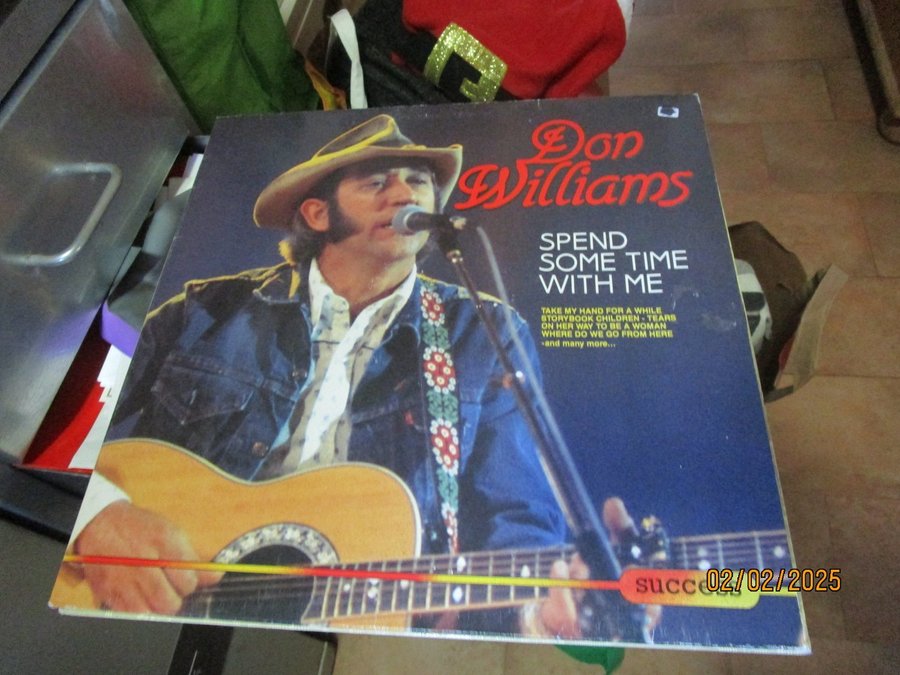 Don
Williams
SPEND
SOME TIME
WITH ME
TAKE MY HAND FOR A WHILE
STORYBOOK CHILDREN - TEARS
ON HER WAY TO BE A WOMAN
WHERE DO WE GO FROM HERE
-and many more...
success
02/02/2025